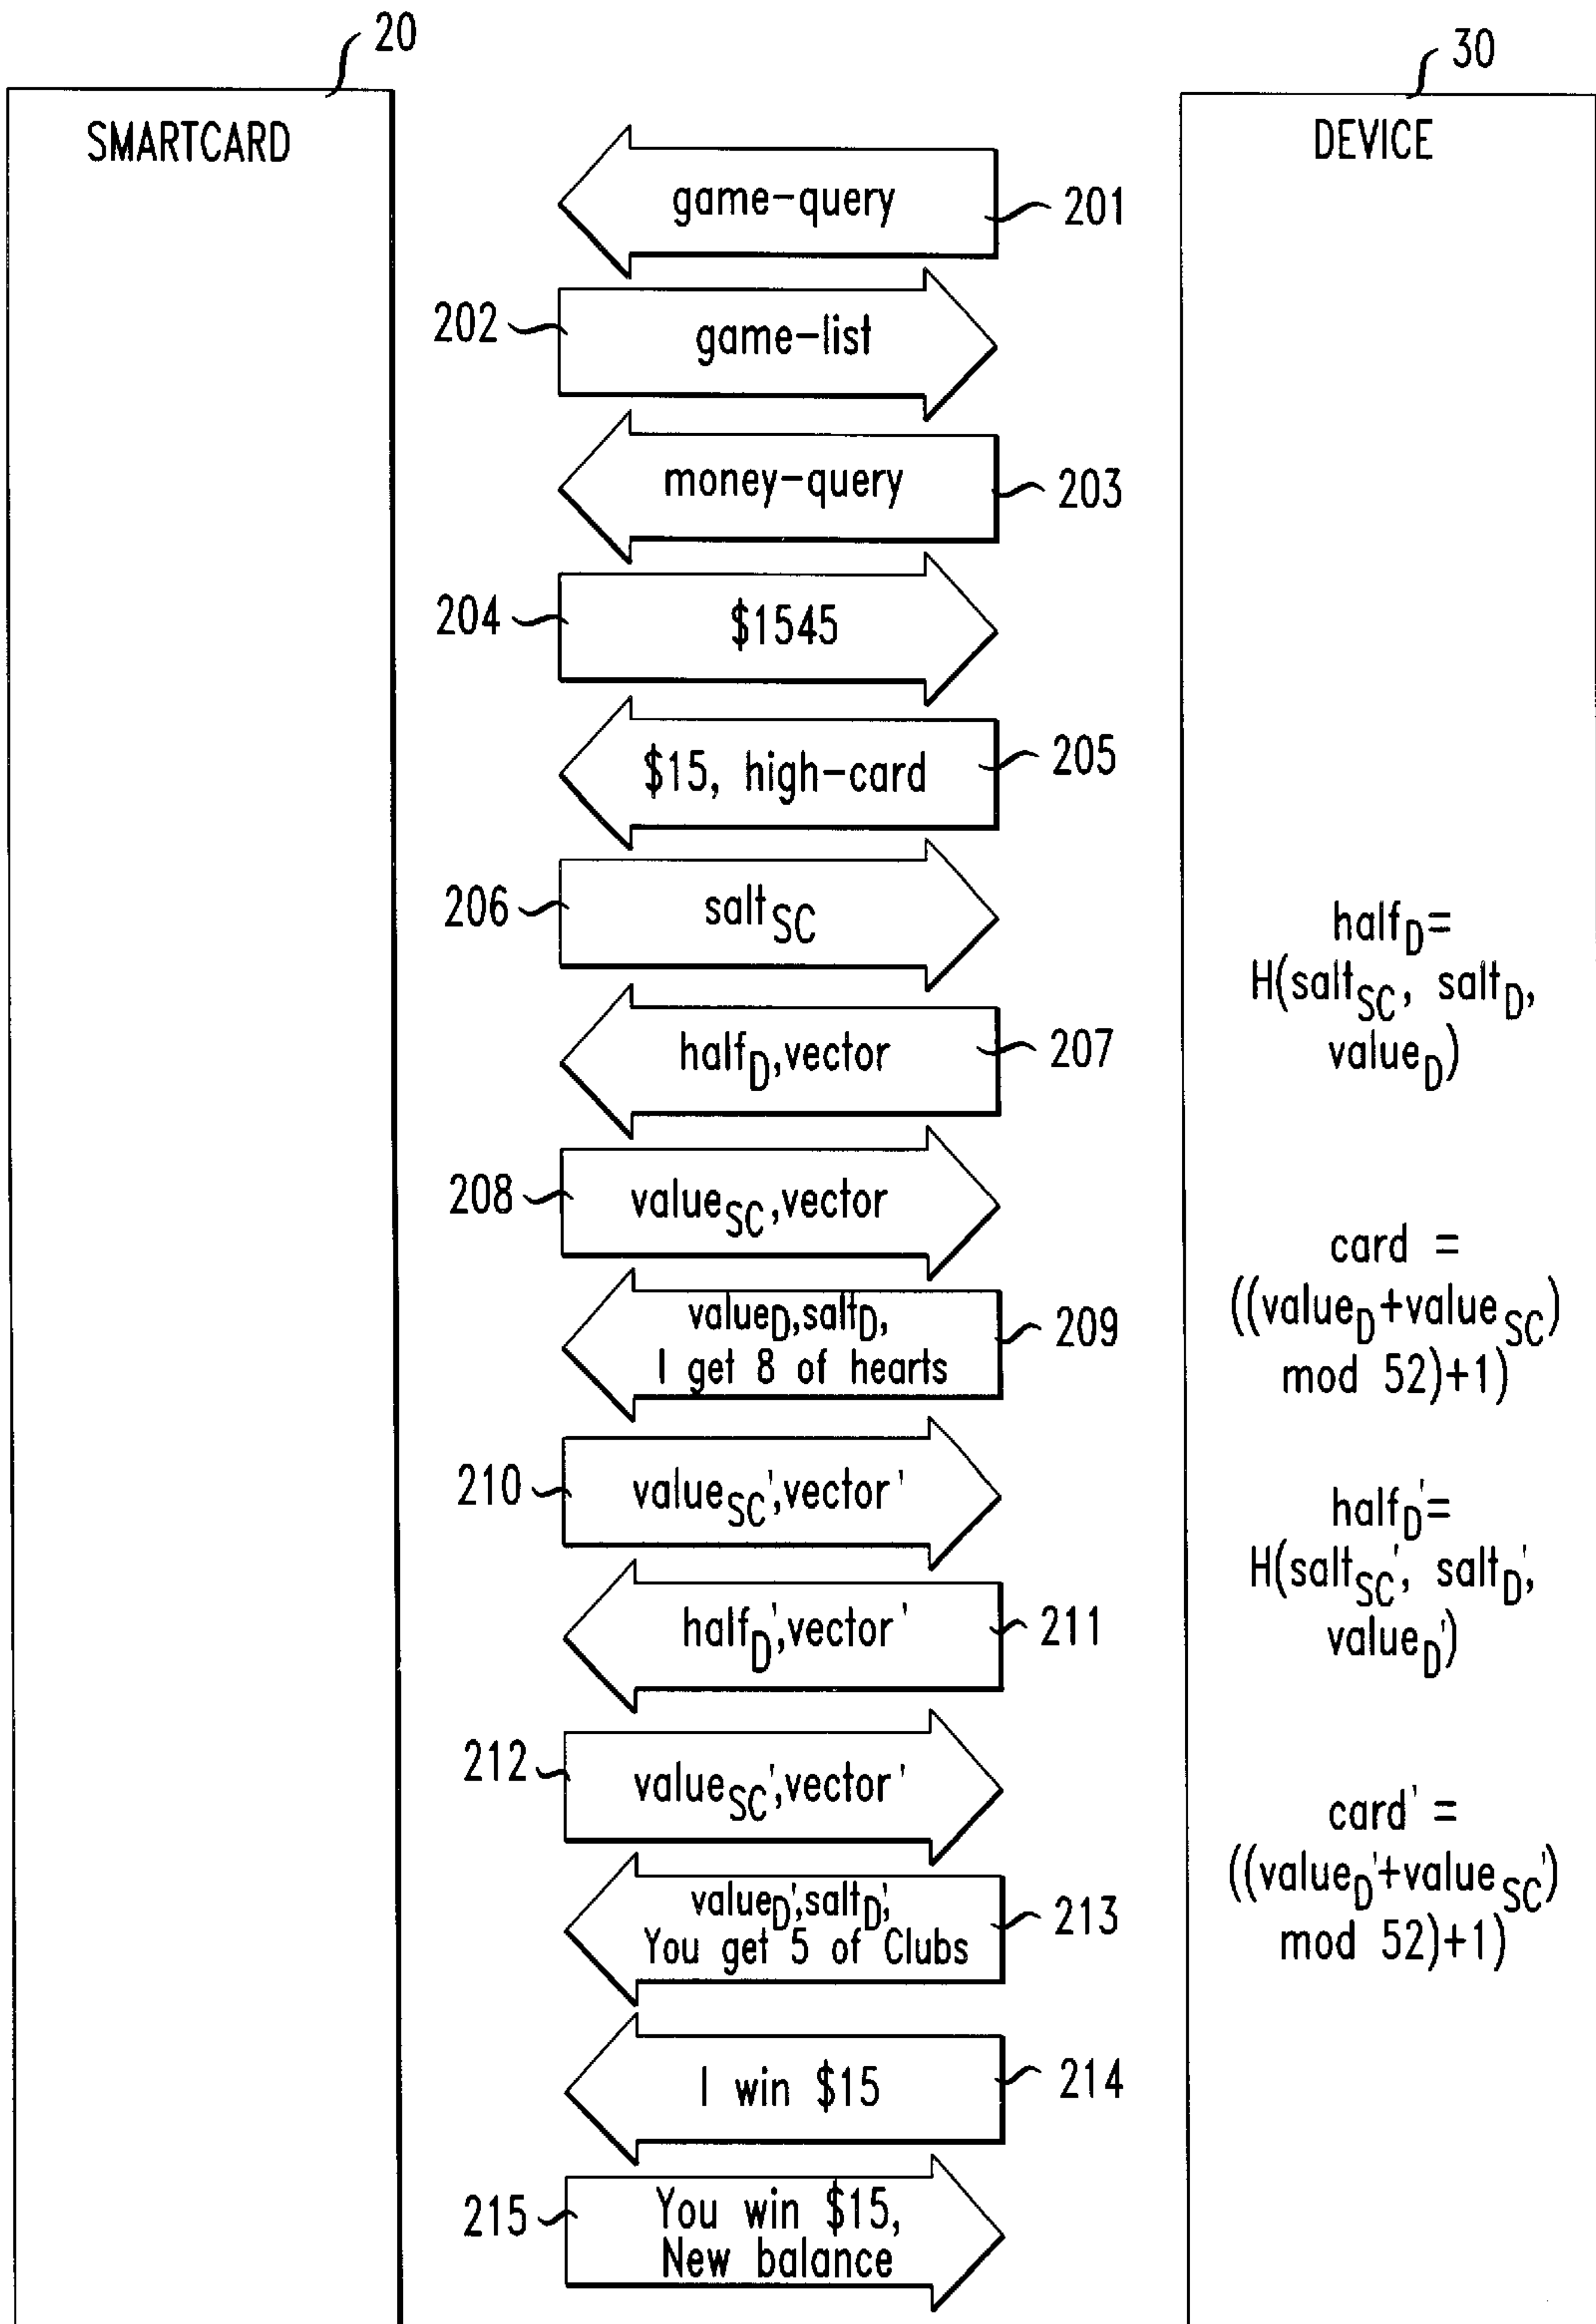 20
30
SMARTCARD
DEVICE
game-query
201
202
game-list
money-query
203
204
$1545
$15, high-card
205
206
saltSC
halfD=
H(saltSC, saltD,
valueD)
halfD,vector
207
208
valueSC,vector
card =
((valueD+valueSC)
mod 52)+1)
valueD,saltD,
I get 8 of hearts
209
210
valueSC',vector'
halfD'=
H(saltSC', saltD',
valueD')
halfD',vector'
211
212
valueSC',vector'
card' =
((valueD'+valueSC')
mod 52)+1)
valueD',saltD',
You get 5 of Clubs
213
I win $15
214
215
You win $15,
New balance